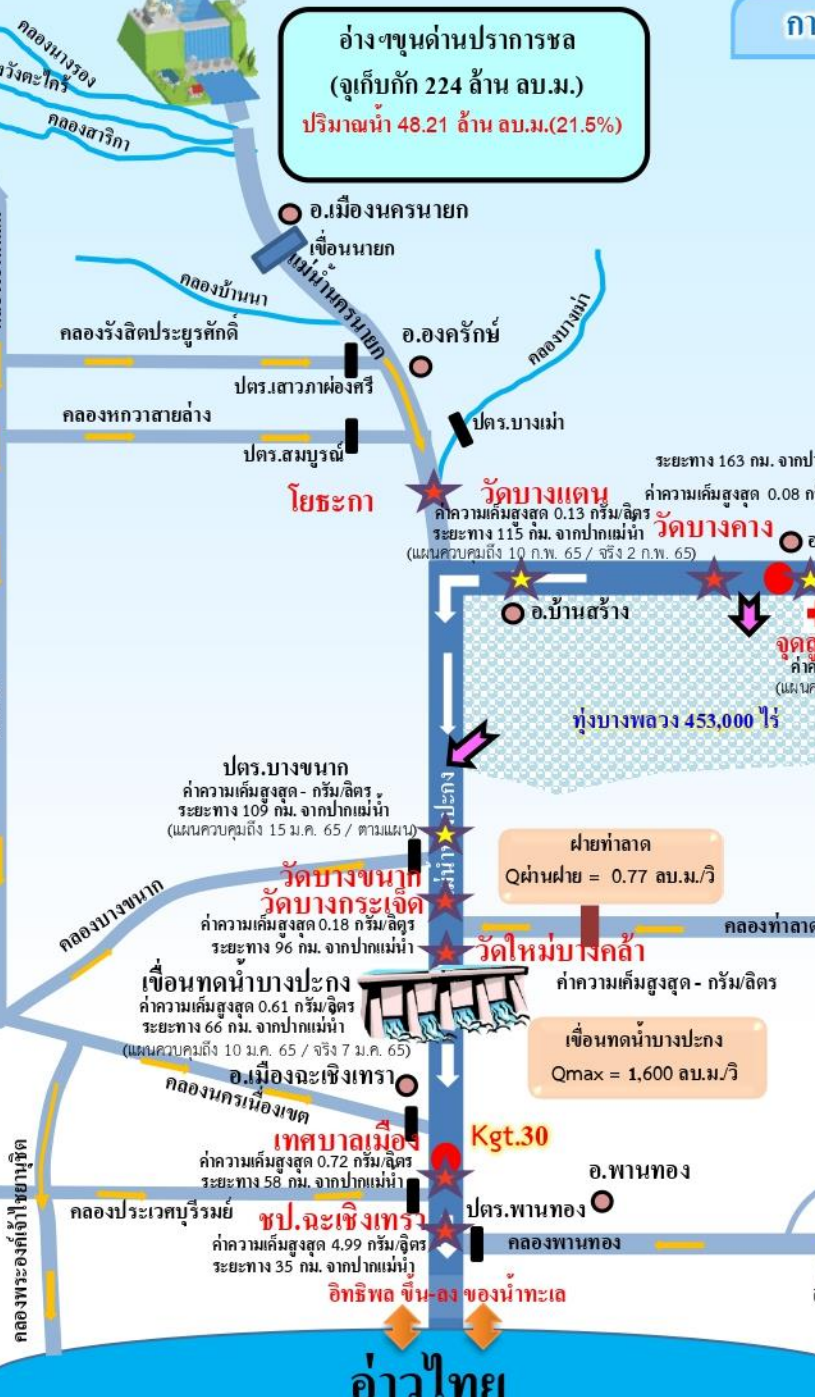 คลองนางรอง
วังตะไคร้
คลองสาริกา
อ่างฯขุนด่านปราการชล
(จุเก็บกัก 224 ล้าน ลบ.ม.)
ปริมาณน้ำ 48.21 ล้าน ลบ.ม.(21.5%)
อ.เมืองนครนายก
เขื่อนนายก
แม่น้ำนครนายก
คลองบ้านนา
คลองรังสิตประยูรศักดิ์
อ.องครักษ์
คลองบางเม่า
ปตร.เสาวภาผ่องศรี
คลองหกวาสายล่าง
ปตร.บางเม่า
ปตร.สมบูรณ์
ระยะทาง 163 กม. จากปา
โยธะกา
วัดบางแตน
ค่าความเค็มสูงสุด 0.08 ก
ค่าความเค็มสูงสุด 0.13 กรัม/ลิตร
ระยะทาง 115 กม. จากปากแม่น้ำ
วัดบางคาง
(แผนควบคุมถึง 10 ก.พ. 65 / จริง 2 ก.พ. 65)
อ.บ้านสร้าง
ทุ่งบางพลวง 453,000 ไร่
ปตร.บางขนาก
ค่าความเค็มสูงสุด - กรัม/ลิตร
ระยะทาง 109 กม. จากปากแม่น้ำ
(แผนควบคุมถึง 15 ม.ค. 65 / ตามแผน)
ฝายท่าลาด
Qผ่านฝาย = 0.77 ลบ.ม./วิ
วัดบางขนาก
วัดบางกระเจ็ด
คลองบางขนาก
ค่าความเค็มสูงสุด 0.18 กรัม/ลิตร
ระยะทาง 96 กม. จากปากแม่น้ำ
คลองท่าลาด
วัดใหม่บางคล้า
ค่าความเค็มสูงสุด - กรัม/ลิตร
เขื่อนทดน้ำบางปะกง
ค่าความเค็มสูงสุด 0.61 กรัม/ลิตร
ระยะทาง 66 กม. จากปากแม่น้ำ
(แผนควบคุมถึง 10 ม.ค. 65 / จริง 7 ม.ค. 65)
เขื่อนทดน้ำบางปะกง
Qmax = 1,600 ลบ.ม./วิ
อ.เมืองฉะเชิงเทรา
คลองนครเนื่องเขต
เทศบาลเมือง
Kgt.30
ค่าความเค็มสูงสุด 0.72 กรัม/ลิตร
ระยะทาง 58 กม. จากปากแม่น้ำ
อ.พานทอง
คลองประเวศบุรีรมย์
ชป.ฉะเชิงเทรา
ปตร.พานทอง
ค่าความเค็มสูงสุด 4.99 กรัม/ลิตร
ระยะทาง 35 กม. จากปากแม่น้ำ
คลองพานทอง
คลองพระองค์เจ้าไชยานุชิต
อิทธิพล ขึ้น-ลง ของน้ำทะเล
อ่าวไทย